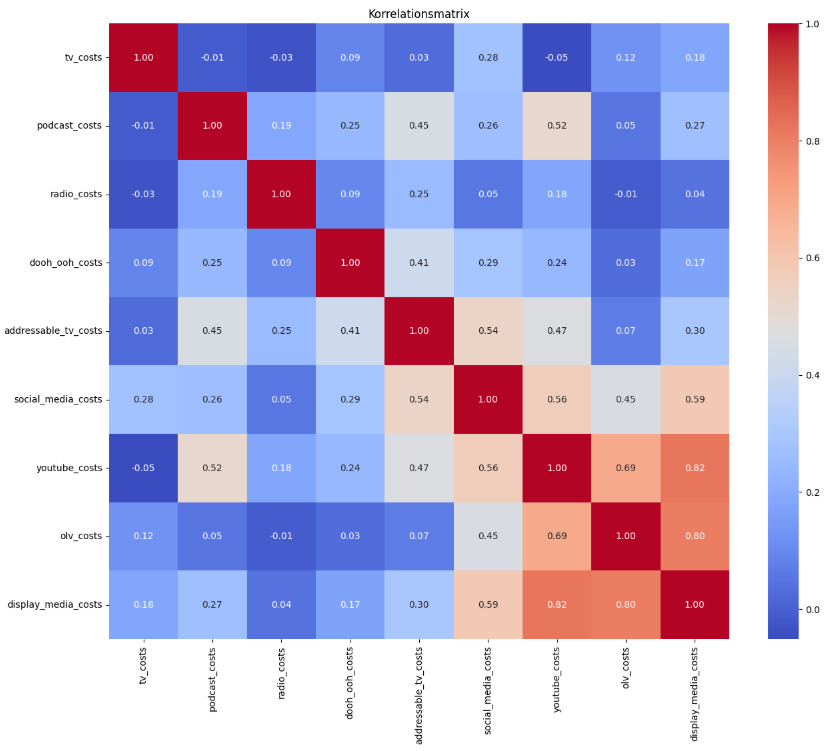 Korrelationsmatrix
tv_costs 1.00 -0.01 -0.03 0.09 0.03 0.28 -0.05 0.12 0.18
podcast_costs -0.01 1.00 0.19 0.25 0.45 0.26 0.52 0.05 0.27
radio_costs -0.03 0.19 1.00 0.09 0.25 0.05 0.18 -0.01 0.04
dooh_ooh_costs 0.09 0.25 0.09 1.00 0.41 0.29 0.24 0.03 0.17
addressable_tv_costs 0.03 0.45 0.25 0.41 1.00 0.54 0.47 0.07 0.30
social_media_costs 0.28 0.26 0.05 0.29 0.54 1.00 0.56 0.45 0.59
youtube_costs -0.05 0.52 0.18 0.24 0.47 0.56 1.00 0.69 0.82
olv_costs 0.12 0.05 -0.01 0.03 0.07 0.45 0.69 1.00 0.80
display_media_costs 0.18 0.27 0.04 0.17 0.30 0.59 0.82 0.80 1.00
tv_costs
podcast_costs
radio_costs
dooh_ooh_costs
addressable_tv_costs
social_media_costs
youtube_costs
olv_costs
display_media_costs
1.0
0.8
0.6
0.4
0.2
0.0